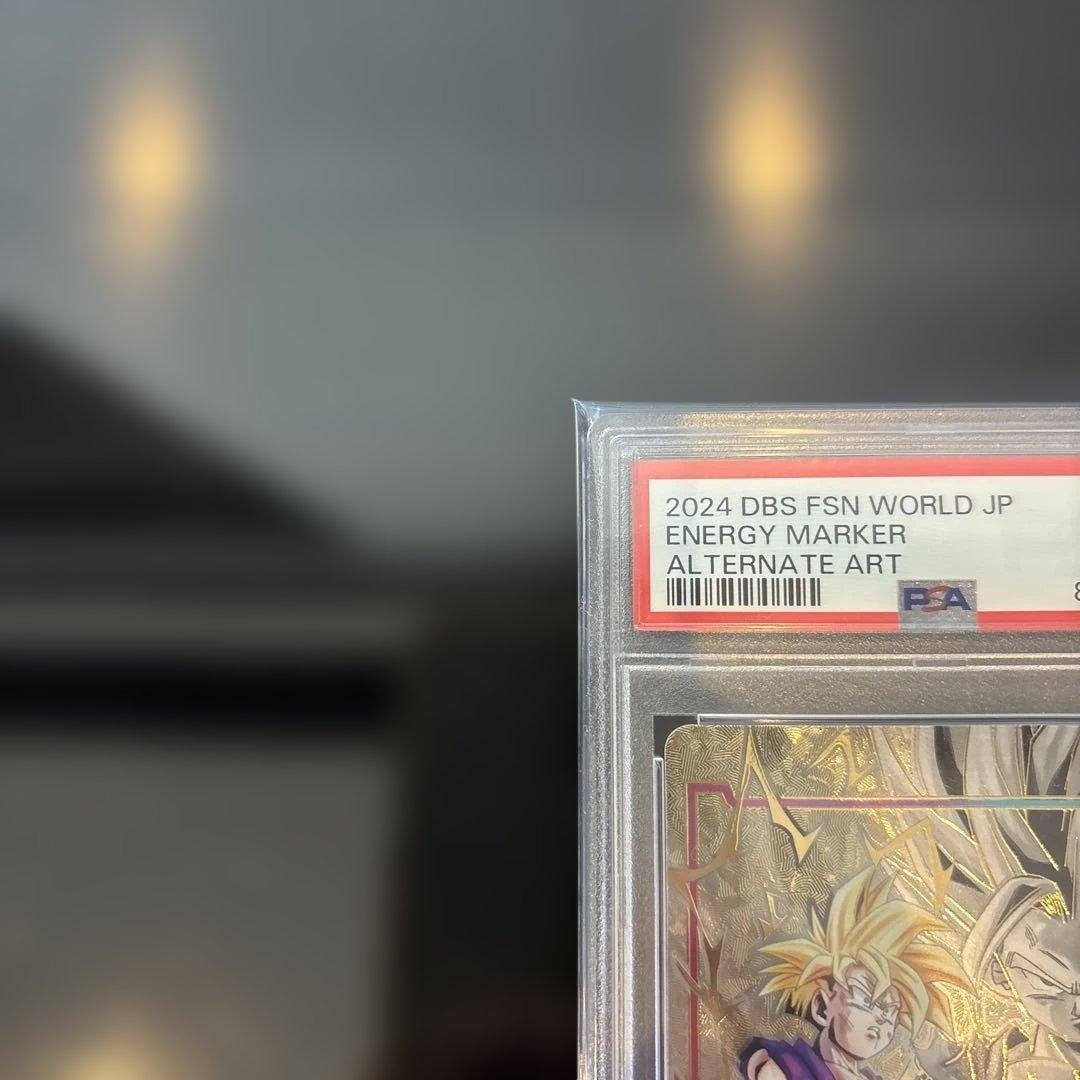 2024 DBS FSN WORLD JP
ENERGY MARKER
ALTERNATE ART
PSA